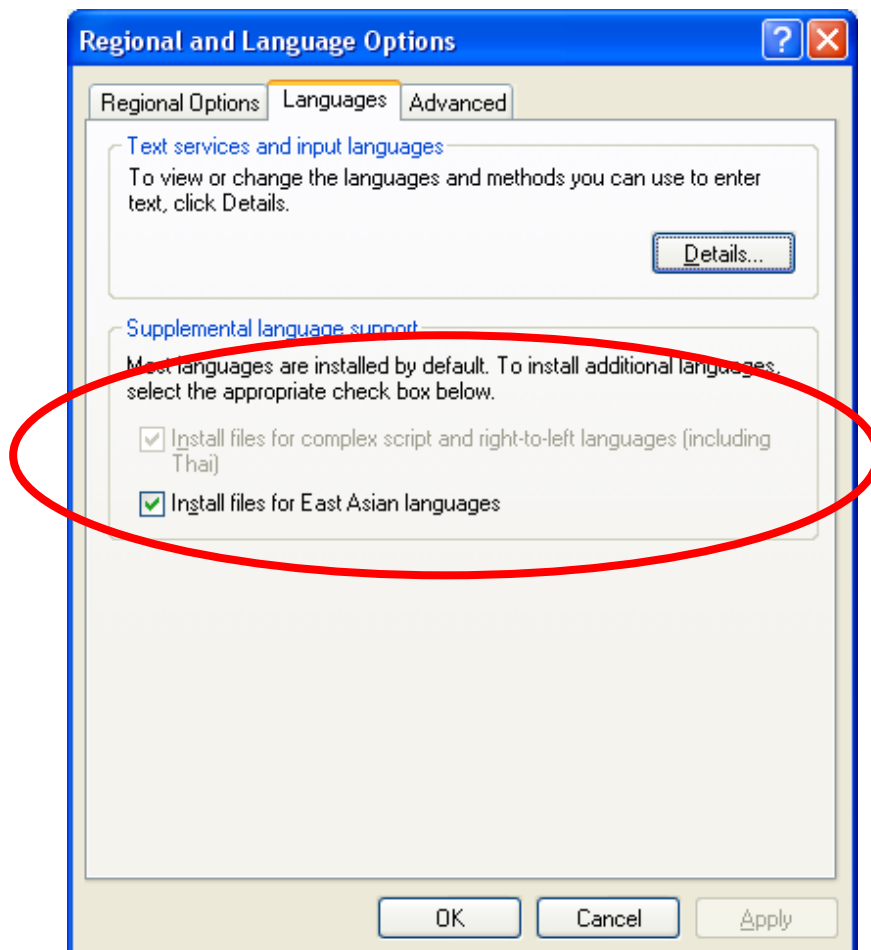 Regional and Language Options
Regional Options Languages Advanced
Text services and input languages
To view or change the languages and methods you can use to enter
text, click Details.
Details...
Supplemental language support
Most languages are installed by default. To install additional languages,
select the appropriate check box below.
Install files for complex script and right-to-left languages (including
Thai)
Install files for East Asian languages
OK Cancel Apply